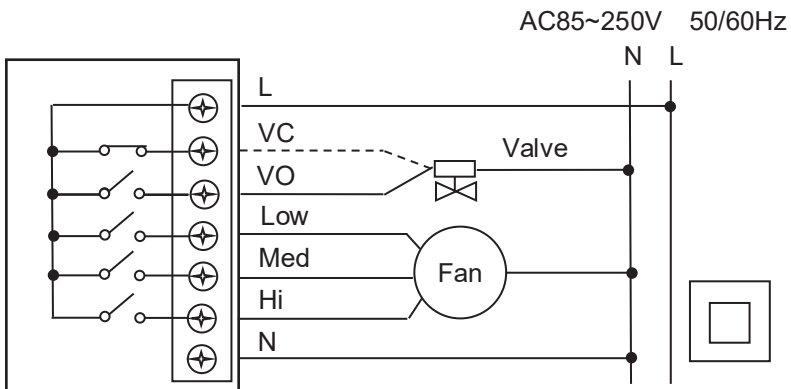 AC85~250V 50/60Hz
N L
L
VC
Valve
VO
Low
Med
Fan
Hi
N